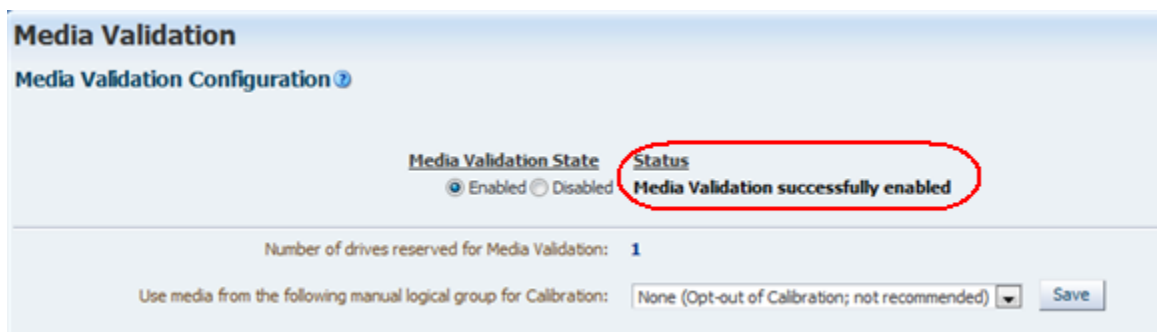 Media Validation
Media Validation Configuration ?
Media Validation State Status
Enabled Disabled Media Validation successfully enabled
Number of drives reserved for Media Validation: 1
Use media from the following manual logical group for Calibration: None (Opt-out of Calibration; not recommended) Save